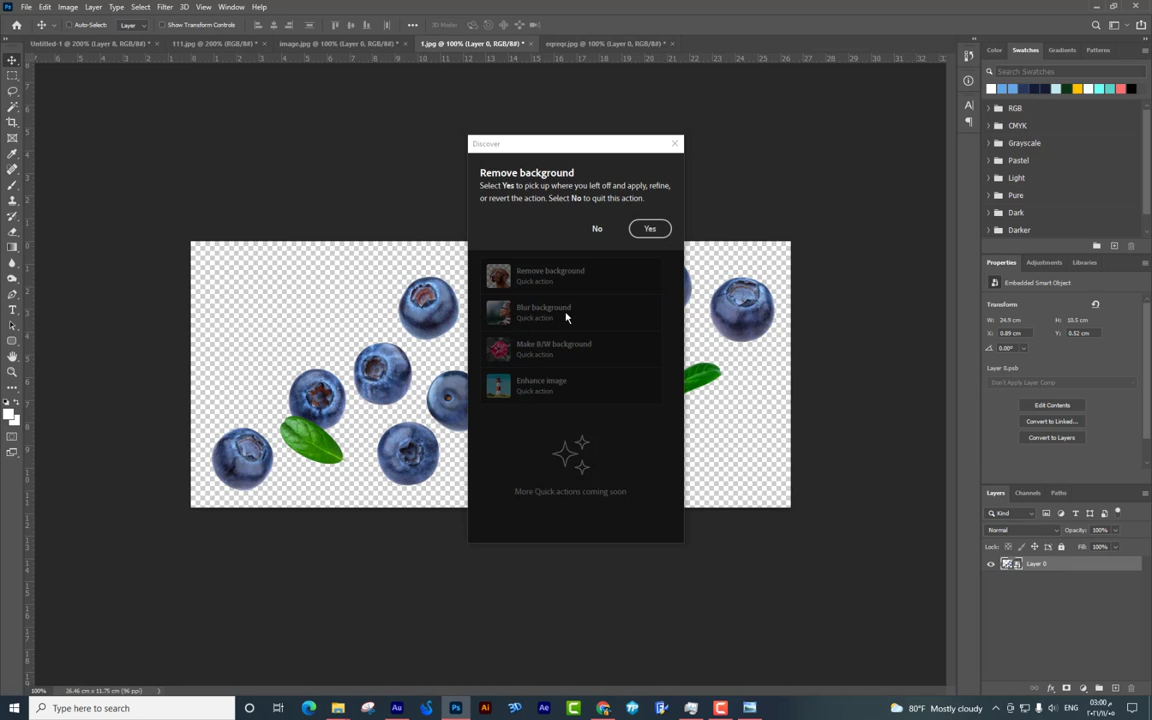 File Edit Image Layer Type Select Filter 3D View Window Help
Auto-Select: Layer Show Transform Controls 3D Mode:
Untitled-1 @ 200% (Layer 8, RGB/8#) * × 111.jpg @ 200% (RGB/8#) * × image.jpg @ 100% (Layer 0, RGB/8#) * × 1.jpg @ 100% (Layer 0, RGB/8#) * × eqreqr.jpg @ 100% (Layer 0, RGB/8#) * ×
Discover
Remove background
Select Yes to pick up where you left off and apply, refine,
or revert the action. Select No to quit this action.
No Yes
Remove background
Quick action
Blur background
Quick action
Make B/W background
Quick action
Enhance image
Quick action
More Quick actions coming soon
Color Swatches Gradients Patterns
Search Swatches
RGB
CMYK
Grayscale
Pastel
Light
Pure
Dark
Darker
Properties Adjustments Libraries
Embedded Smart Object
Transform
W: 24.9 cm H: 10.5 cm
X: 0.89 cm Y: 0.52 cm
0.00°
Layer 8.psb
Don't Apply Layer Comp
Edit Contents
Convert to Linked...
Convert to Layers
Layers Channels Paths
Kind
Normal Opacity: 100%
Lock: Fill: 100%
Layer 0
100% 26.46 cm x 11.75 cm (96 ppi)
Type here to search
80°F Mostly cloudy ENG 03:00 م